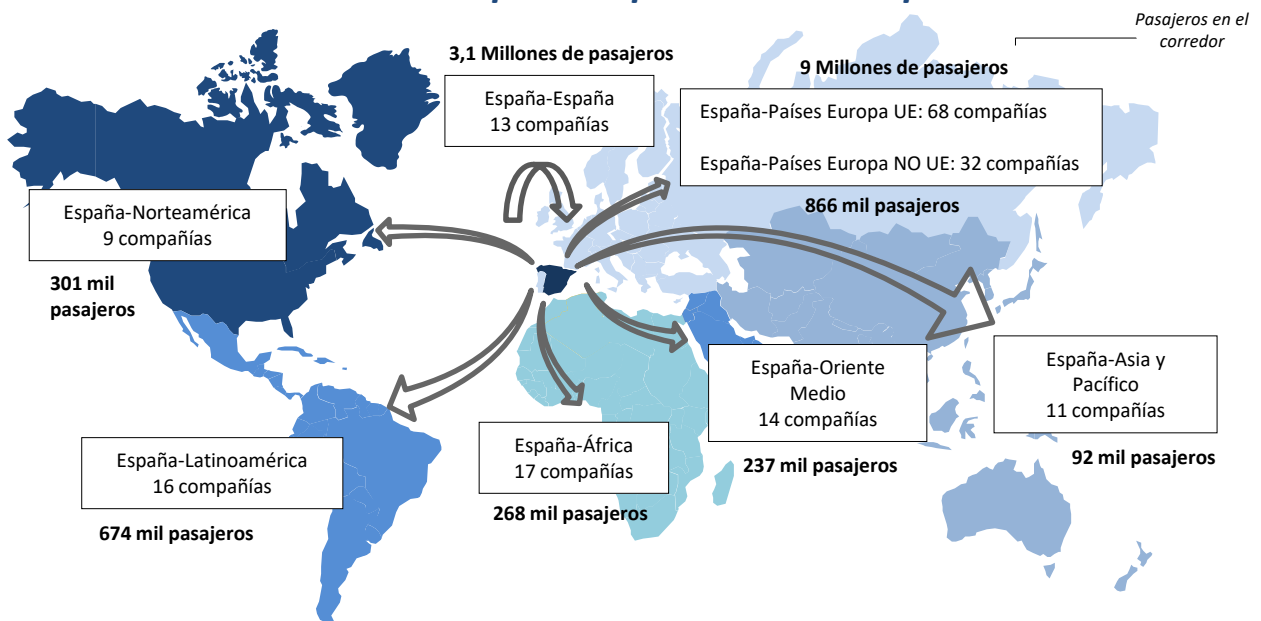 Pasajeros en el
corredor
3,1 Millones de pasajeros
España-España
13 compañías
9 Millones de pasajeros
España-Países Europa UE: 68 compañías
España-Países Europa NO UE: 32 compañías
866 mil pasajeros
España-Norteamérica
9 compañías
301 mil
pasajeros
España-Oriente
Medio
14 compañías
237 mil pasajeros
España-Asia y
Pacífico
11 compañías
92 mil pasajeros
España-África
17 compañías
268 mil pasajeros
España-Latinoamérica
16 compañías
674 mil pasajeros